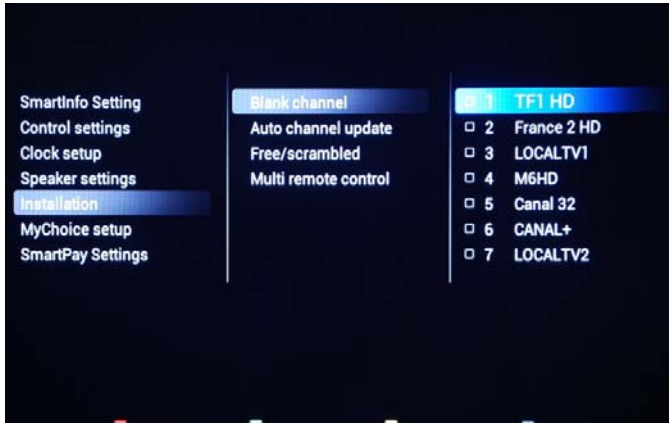 SmartInfo Setting
Control settings
Clock setup
Speaker settings
Installation
MyChoice setup
SmartPay Settings
Blank channel
Auto channel update
Free/scrambled
Multi remote control
1 TF1 HD
2 France 2 HD
3 LOCALTV1
4 M6HD
5 Canal 32
6 CANAL+
7 LOCALTV2